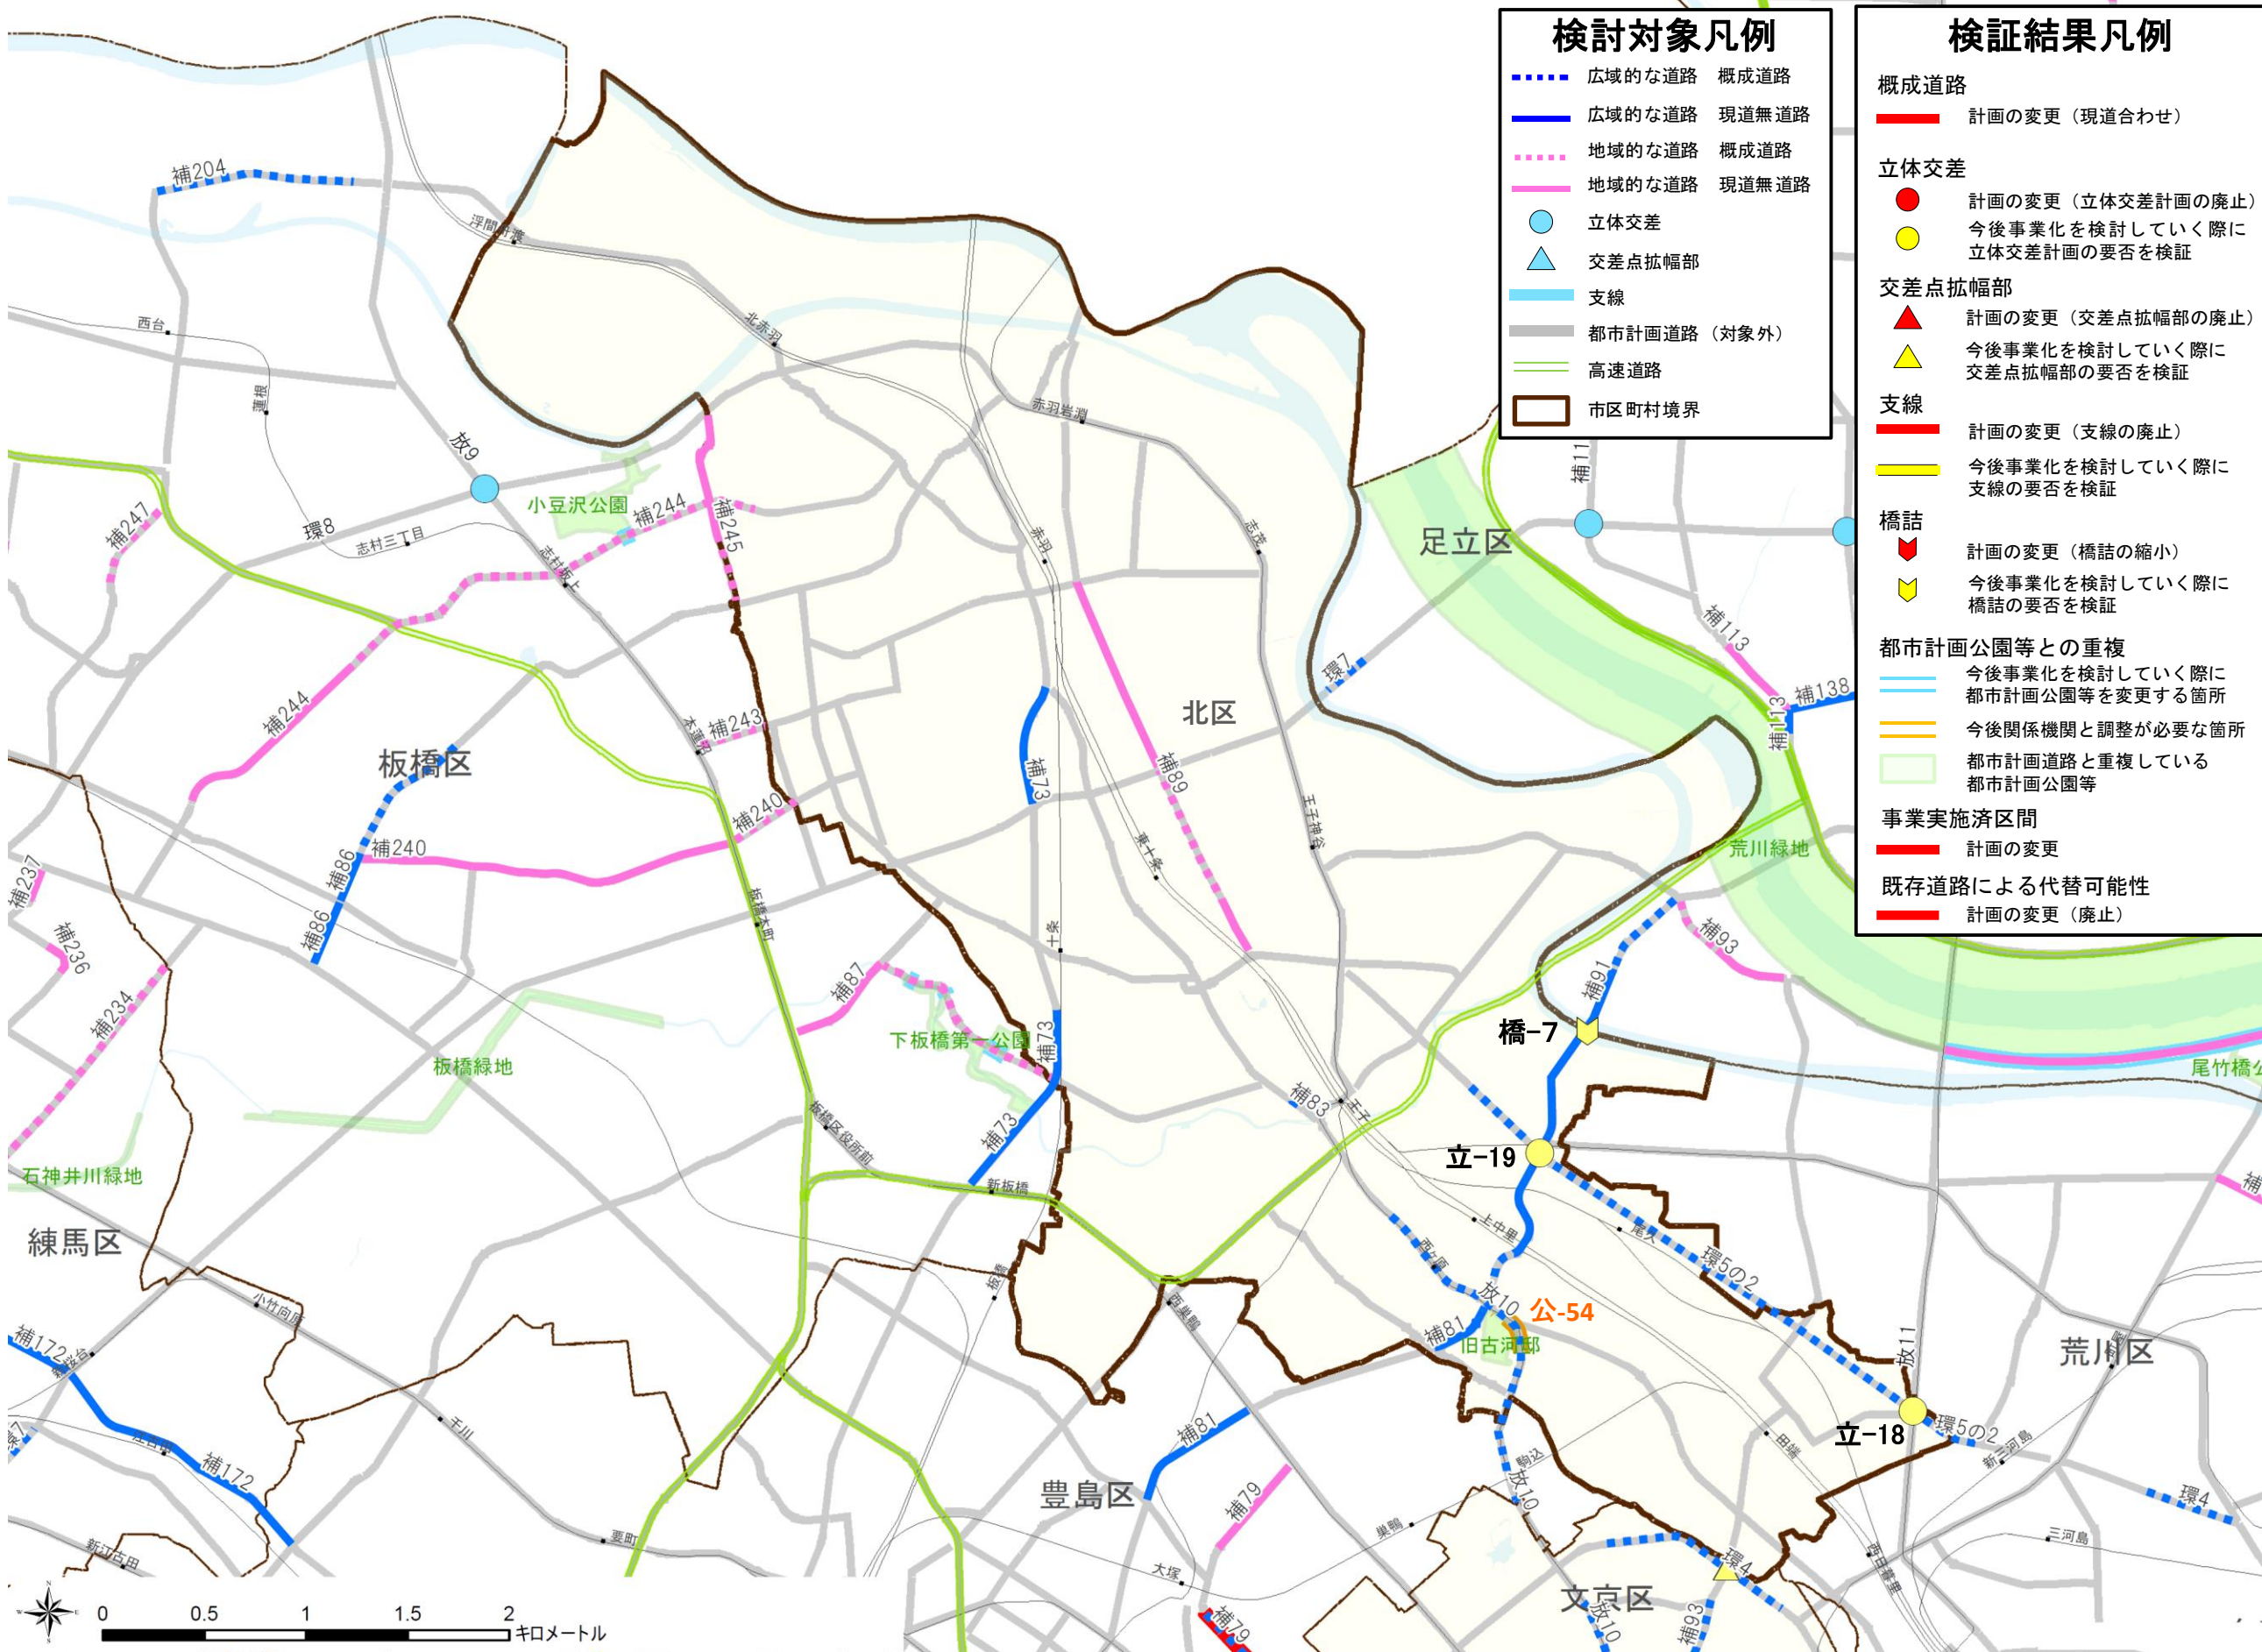 検討対象凡例
広域的な道路　概成道路
広域的な道路　現道無道路
地域的な道路　概成道路
地域的な道路　現道無道路
立体交差
交差点拡幅部
支線
都市計画道路（対象外）
高速道路
市区町村境界
検証結果凡例
概成道路
計画の変更（現道合わせ）
立体交差
計画の変更（立体交差計画の廃止）
今後事業化を検討していく際に
立体交差計画の要否を検証
交差点拡幅部
計画の変更（交差点拡幅部の廃止）
今後事業化を検討していく際に
交差点拡幅部の要否を検証
支線
計画の変更（支線の廃止）
今後事業化を検討していく際に
支線の要否を検証
橋詰
計画の変更（橋詰の縮小）
今後事業化を検討していく際に
橋詰の要否を検証
都市計画公園等との重複
今後事業化を検討していく際に
都市計画公園等を変更する箇所
今後関係機関と調整が必要な箇所
都市計画道路と重複している
都市計画公園等
事業実施済区間
計画の変更
既存道路による代替可能性
計画の変更（廃止）
補204
浮間舟渡
西台
北赤羽
蓮根
赤羽岩淵
放9
補11
小豆沢公園
補244
補245
補247
環8
志村三丁目
志村坂上
赤羽
志茂
足立区
補113
環7
補138
補113
補244
本蓮沼
補243
北区
板橋区
補73
補89
王子神谷
補240
東十条
荒川緑地
補86
補240
補237
補86
板橋本町
補236
十条
補93
補87
補91
補234
下板橋第一公園
補73
橋-7
板橋緑地
尾竹橋公
補83
王子
板橋区役所前
補73
立-19
石神井川緑地
新板橋
補
練馬区
上中里
尾久
西ヶ原
環5の2
板橋
放10
公-54
小竹向原
西巣鴨
補81
旧古河邸
放11
荒川区
町屋
補172
新桜台
千川
環7
江古田
補81
立-18
環5の2
田端
新三河島
駒込
補172
豊島区
放10
補79
環4
巣鴨
三河島
要町
新江古田
大塚
環4
西日暮里
文京区
放10
補93
補79
N
W
E
S
0
0.5
1
1.5
2
キロメートル